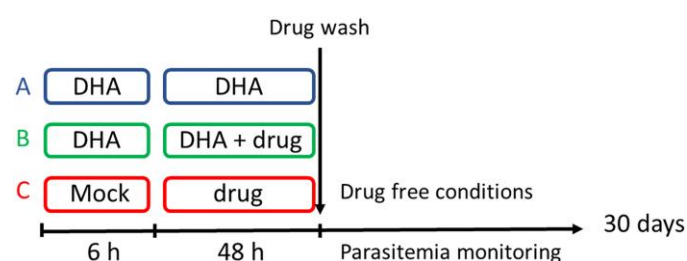 Drug wash
A DHA DHA
B DHA DHA + drug
C Mock drug Drug free conditions
30 days
6 h 48 h Parasitemia monitoring